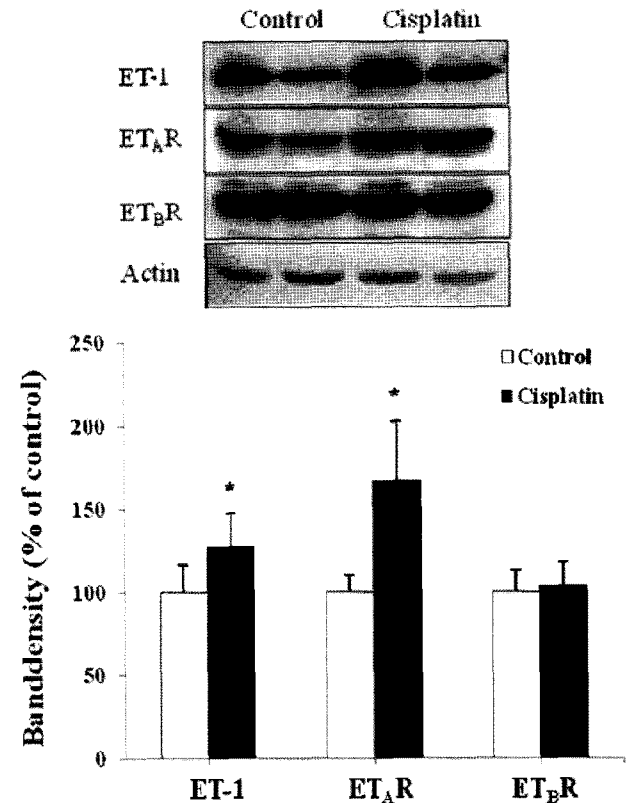 Control Cisplatin
ET-1
ETAR
ETBR
Actin
250
Control
200
Cisplatin
*
*
150
100
50
0
Banddensity (% of control)
ET-1 ETAR ETBR